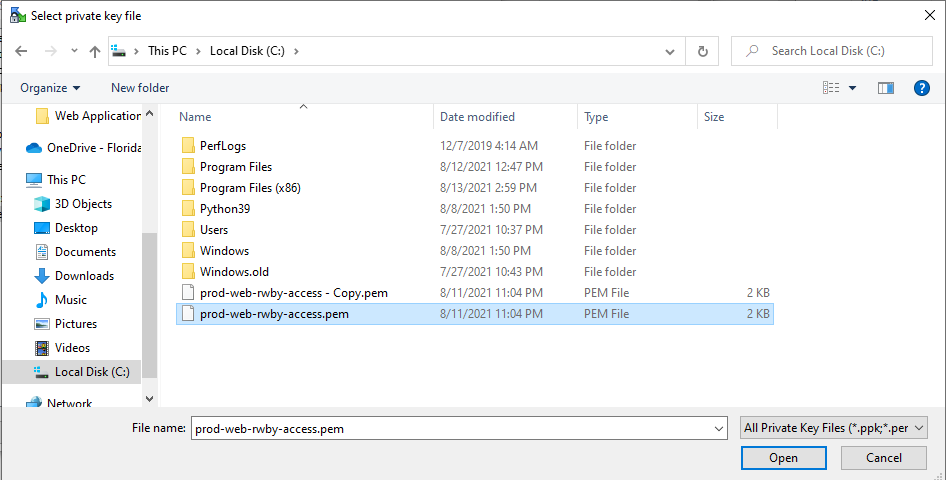 Select private key file
This PC > Local Disk (C:) >
Search Local Disk (C:)
Organize
New folder
?
Name Date modified Type Size
Web Application
OneDrive - Florida
This PC
3D Objects
Desktop
Documents
Downloads
Music
Pictures
Videos
Local Disk (C:)
Network
PerfLogs 12/7/2019 4:14 AM File folder
Program Files 8/12/2021 12:47 PM File folder
Program Files (x86) 8/13/2021 2:59 PM File folder
Python39 8/8/2021 1:50 PM File folder
Users 7/27/2021 10:37 PM File folder
Windows 8/8/2021 1:50 PM File folder
Windows.old 7/27/2021 10:43 PM File folder
prod-web-rwby-access - Copy.pem 8/11/2021 11:04 PM PEM File 2 KB
prod-web-rwby-access.pem 8/11/2021 11:04 PM PEM File 2 KB
File name: prod-web-rwby-access.pem
All Private Key Files (*.ppk;*.per
Open
Cancel